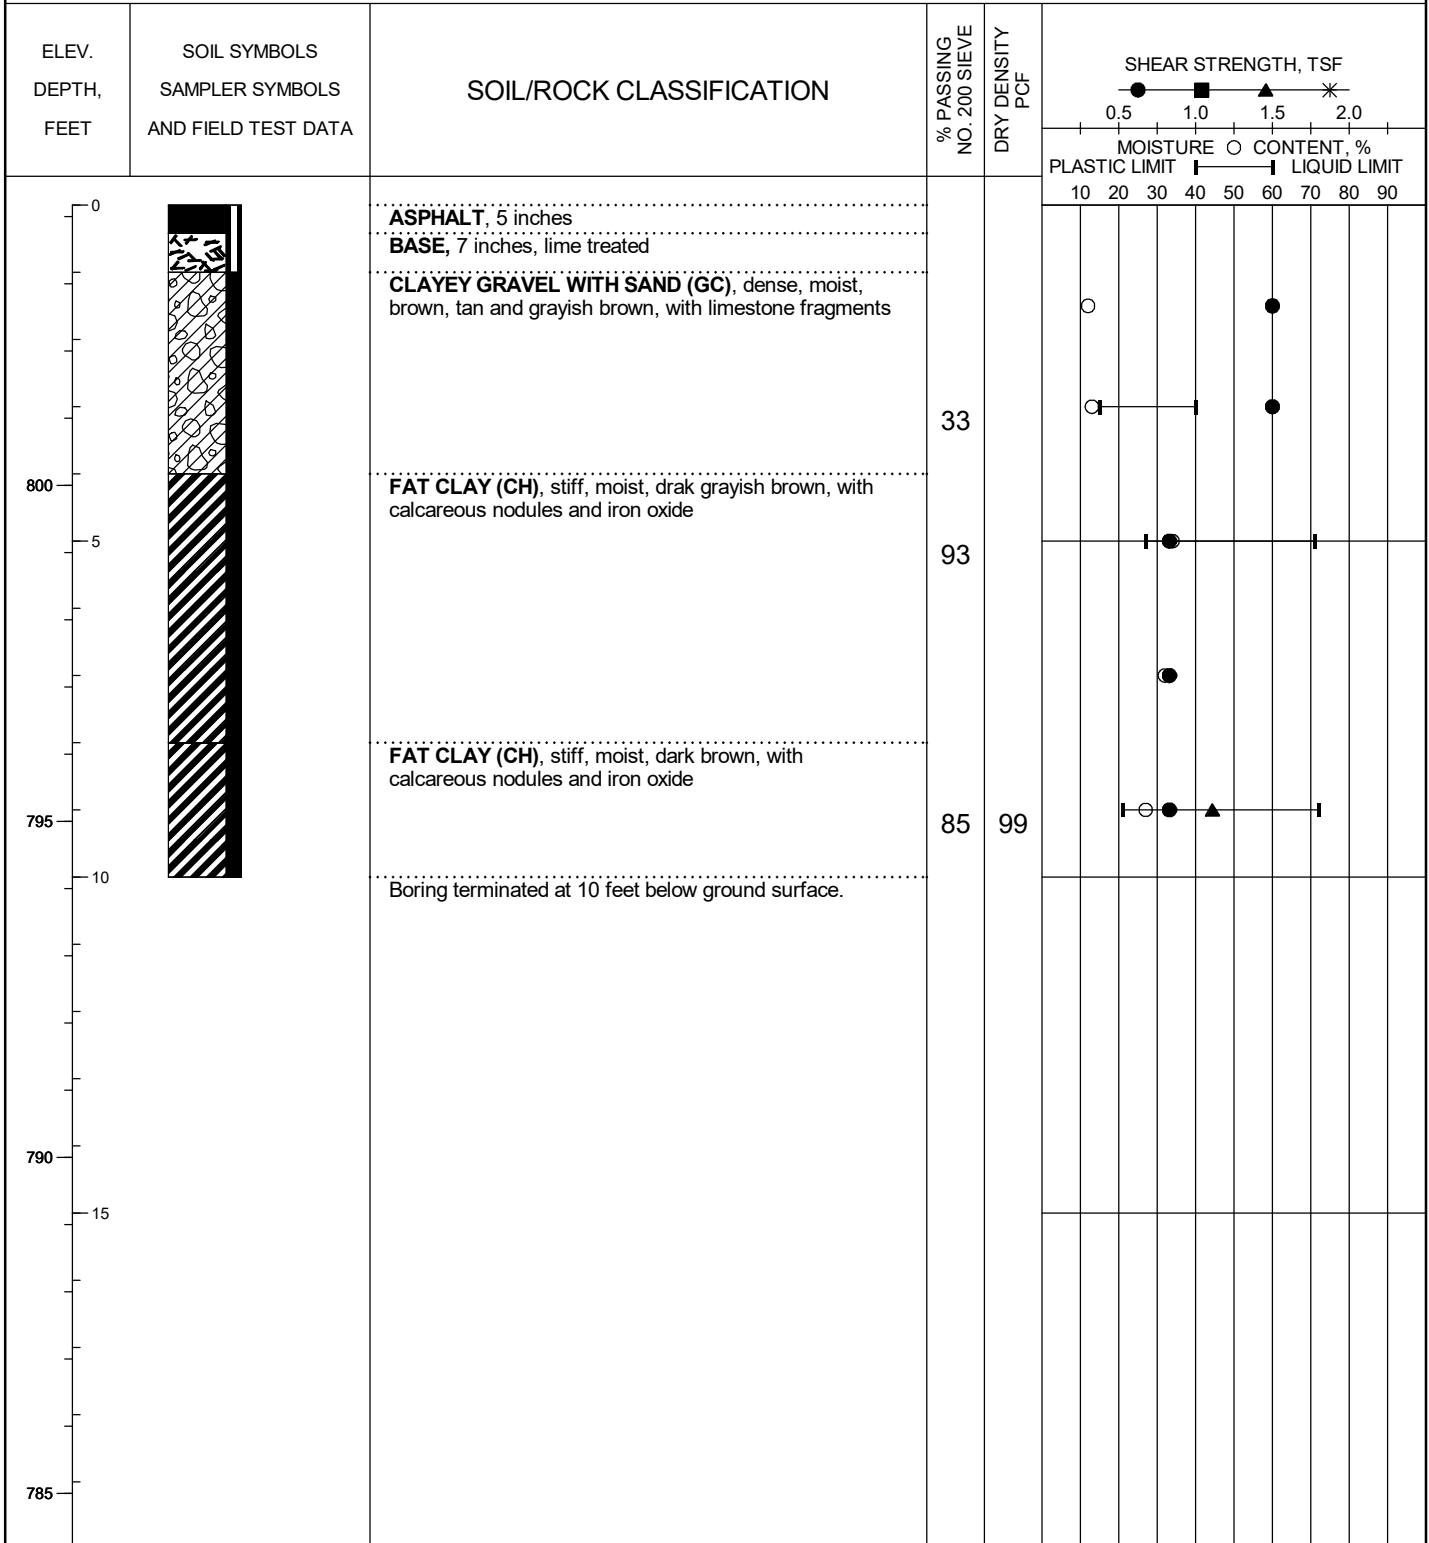 ELEV.
DEPTH,
FEET
SOIL SYMBOLS
SAMPLER SYMBOLS
AND FIELD TEST DATA
SOIL/ROCK CLASSIFICATION
% PASSING
NO. 200 SIEVE
DRY DENSITY
PCF
SHEAR STRENGTH, TSF
0.5 1.0 1.5 2.0
MOISTURE CONTENT, %
PLASTIC LIMIT LIQUID LIMIT
10 20 30 40 50 60 70 80 90
0
ASPHALT, 5 inches
BASE, 7 inches, lime treated
CLAYEY GRAVEL WITH SAND (GC), dense, moist,
brown, tan and grayish brown, with limestone fragments
33
800
FAT CLAY (CH), stiff, moist, drak grayish brown, with
calcareous nodules and iron oxide
5
93
FAT CLAY (CH), stiff, moist, dark brown, with
calcareous nodules and iron oxide
795
85 99
10
Boring terminated at 10 feet below ground surface.
790
15
785